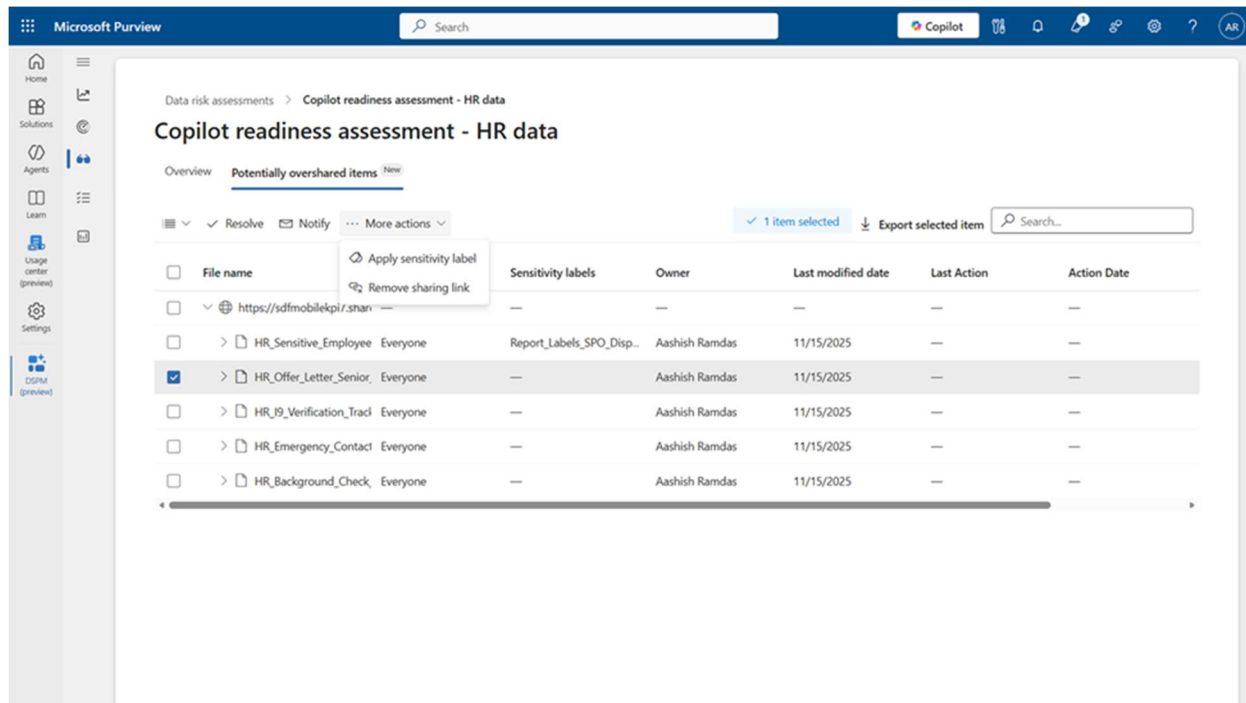 Microsoft Purview
Search
Copilot
1
AR
Home
Solutions
Agents
Learn
Usage center (preview)
Settings
DSPM (preview)
Data risk assessments > Copilot readiness assessment - HR data
Copilot readiness assessment - HR data
Overview Potentially overshared items New
Resolve Notify ··· More actions 1 item selected Export selected item Search...
Apply sensitivity label
Remove sharing link
File name Sensitivity labels Owner Last modified date Last Action Action Date
— — — — — —
HR_Sensitive_Employee Everyone Report_Labels_SPO_Disp... Aashish Ramdas 11/15/2025 — —
HR_Offer_Letter_Senior_ Everyone — Aashish Ramdas 11/15/2025 — —
HR_I9_Verification_Track Everyone — Aashish Ramdas 11/15/2025 — —
HR_Emergency_Contact Everyone — Aashish Ramdas 11/15/2025 — —
HR_Background_Check_ Everyone — Aashish Ramdas 11/15/2025 — —